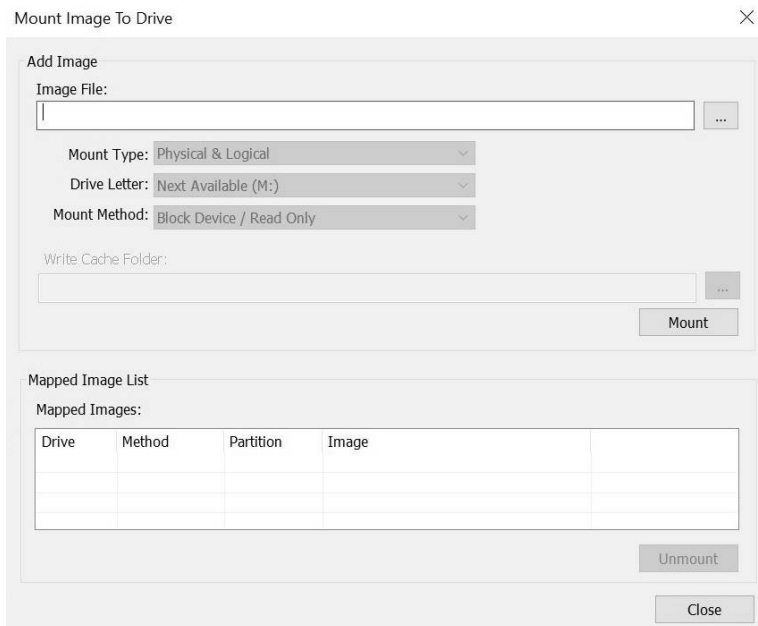 Mount Image To Drive
Add Image
Image File:
...
Mount Type: Physical & Logical
Drive Letter: Next Available (M:)
Mount Method: Block Device / Read Only
Write Cache Folder:
...
Mount
Mapped Image List
Mapped Images:
Drive Method Partition Image
Unmount
Close